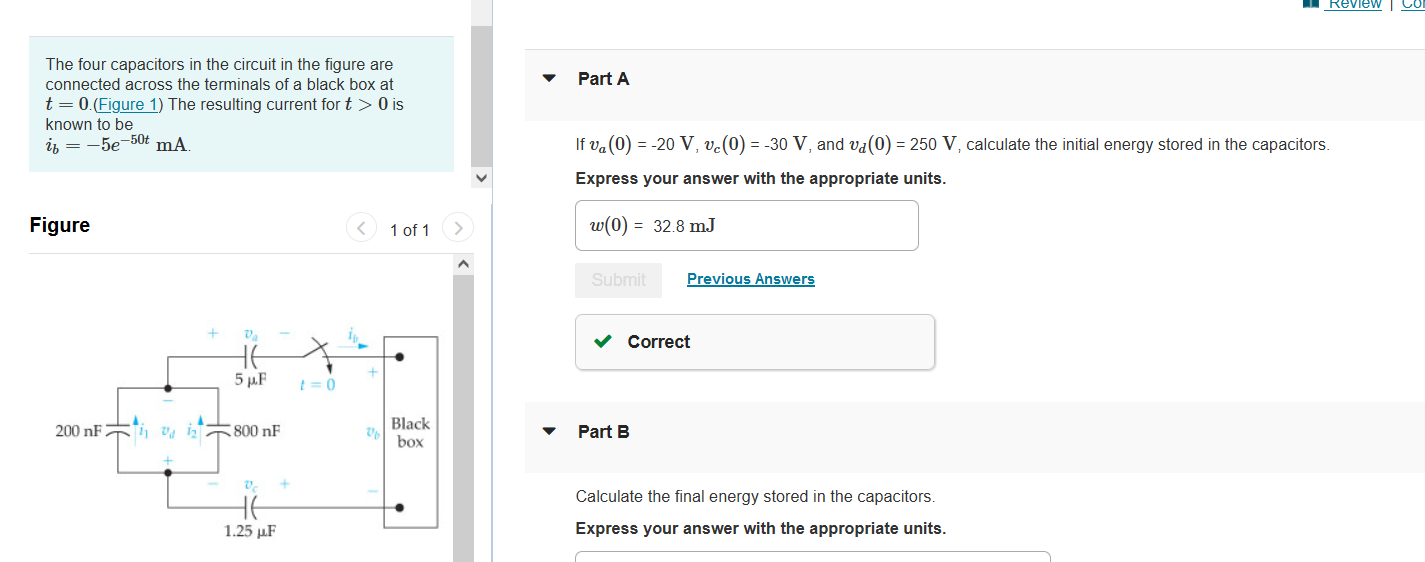 Review | Con
The four capacitors in the circuit in the figure are
connected across the terminals of a black box at
t = 0.(Figure 1) The resulting current for t > 0 is
known to be
i_b = −5e^{−50t} mA.
Figure
1 of 1
+ v_a −
i_b
5 μF
t = 0
+
−
200 nF
i_1 v_d i_2
800 nF
v_b
Black
box
+
− v_c +
−
1.25 μF
Part A
If v_a(0) = -20 V, v_c(0) = -30 V, and v_d(0) = 250 V, calculate the initial energy stored in the capacitors.
Express your answer with the appropriate units.
w(0) = 32.8 mJ
Submit
Previous Answers
Correct
Part B
Calculate the final energy stored in the capacitors.
Express your answer with the appropriate units.